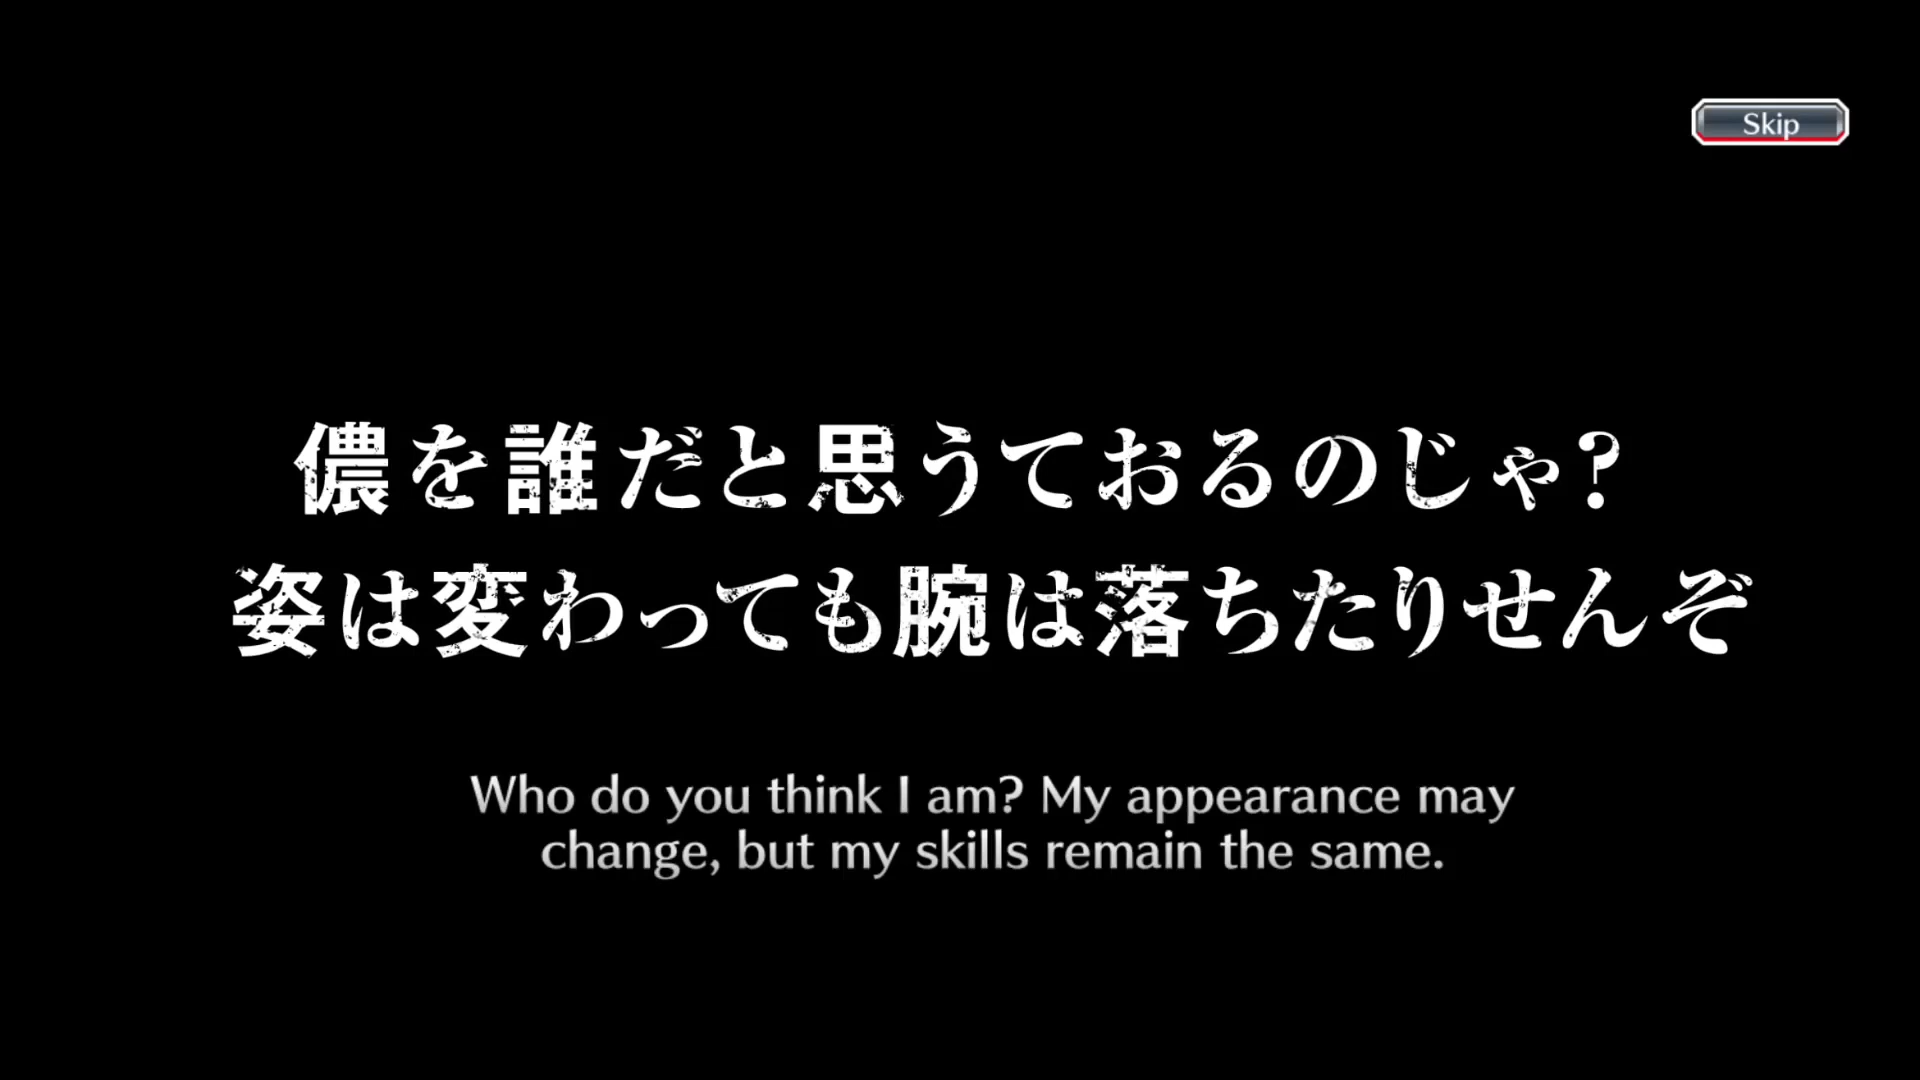 Skip
儂を誰だと思うておるのじゃ?
姿は変わっても腕は落ちたりせんぞ
Who do you think I am? My appearance may
change, but my skills remain the same.